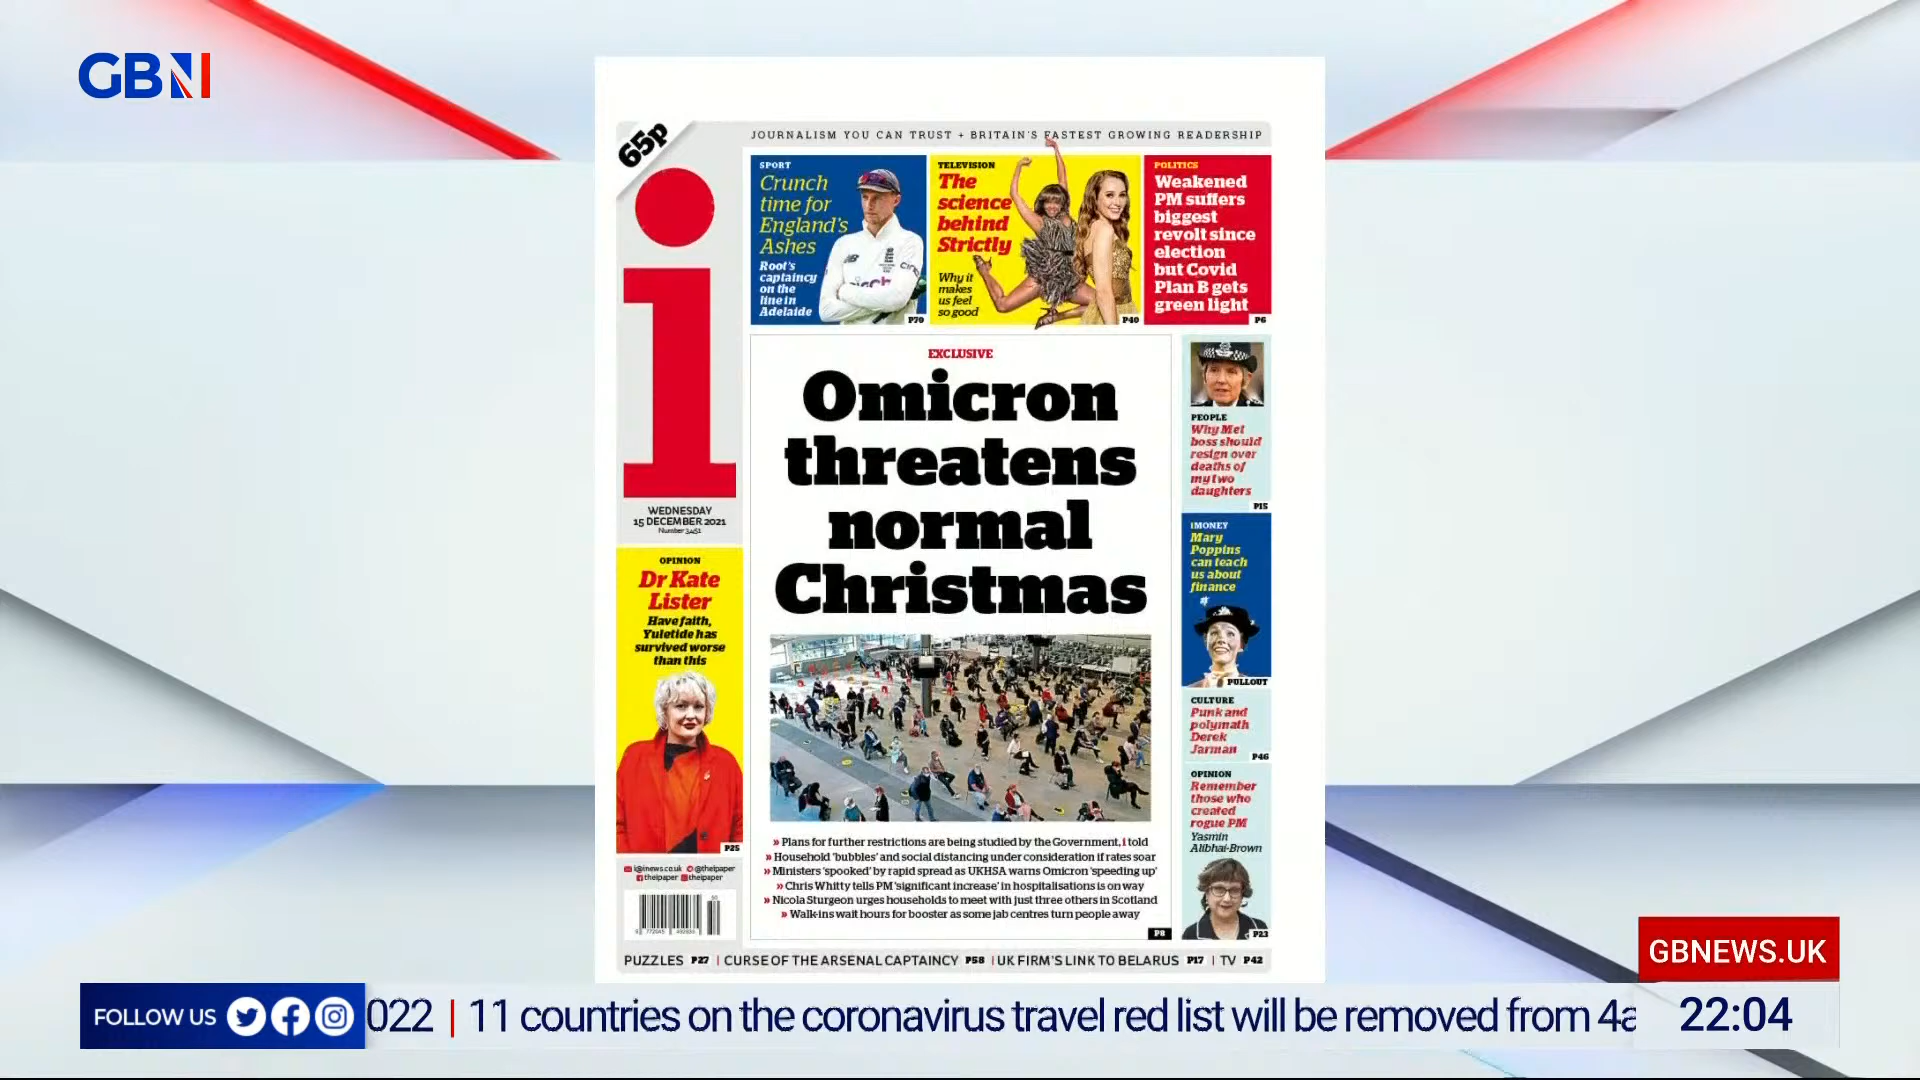 GBN
65p
JOURNALISM YOU CAN TRUST + BRITAIN'S FASTEST GROWING READERSHIP
i
WEDNESDAY
15 DECEMBER 2021
Number 3451
SPORT
Crunch
time for
England's
Ashes
Root's
captaincy
on the
line in
Adelaide
P70
TELEVISION
The
science
behind
Strictly
Why it
makes
us feel
so good
P40
POLITICS
Weakened
PM suffers
biggest
revolt since
election
but Covid
Plan B gets
green light
P6
EXCLUSIVE
Omicron
threatens
normal
Christmas
» Plans for further restrictions are being studied by the Government, i told
» Household 'bubbles' and social distancing under consideration if rates soar
» Ministers 'spooked' by rapid spread as UKHSA warns Omicron 'speeding up'
» Chris Whitty tells PM 'significant increase' in hospitalisations is on way
» Nicola Sturgeon urges households to meet with just three others in Scotland
» Walk-ins wait hours for booster as some jab centres turn people away
P8
OPINION
Dr Kate
Lister
Have faith,
Yuletide has
survived worse
than this
P25
i@inews.co.uk @theipaper
theipaper theipaper
PEOPLE
Why Met
boss should
resign over
deaths of
my two
daughters
P15
iMONEY
Mary
Poppins
can teach
us about
finance
PULLOUT
CULTURE
Punk and
polymath
Derek
Jarman
P46
OPINION
Remember
those who
created
rogue PM
Yasmin
Alibhai-Brown
P23
PUZZLES P27 | CURSE OF THE ARSENAL CAPTAINCY P58 | UK FIRM'S LINK TO BELARUS P17 | TV P42
GBNEWS.UK
FOLLOW US
022 | 11 countries on the coronavirus travel red list will be removed from 4a
22:04